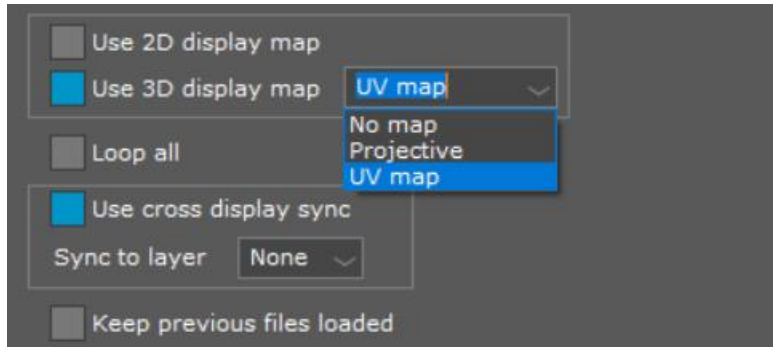 Use 2D display map
Use 3D display map UV map
No map
Projective
UV map
Loop all
Use cross display sync
Sync to layer None
Keep previous files loaded